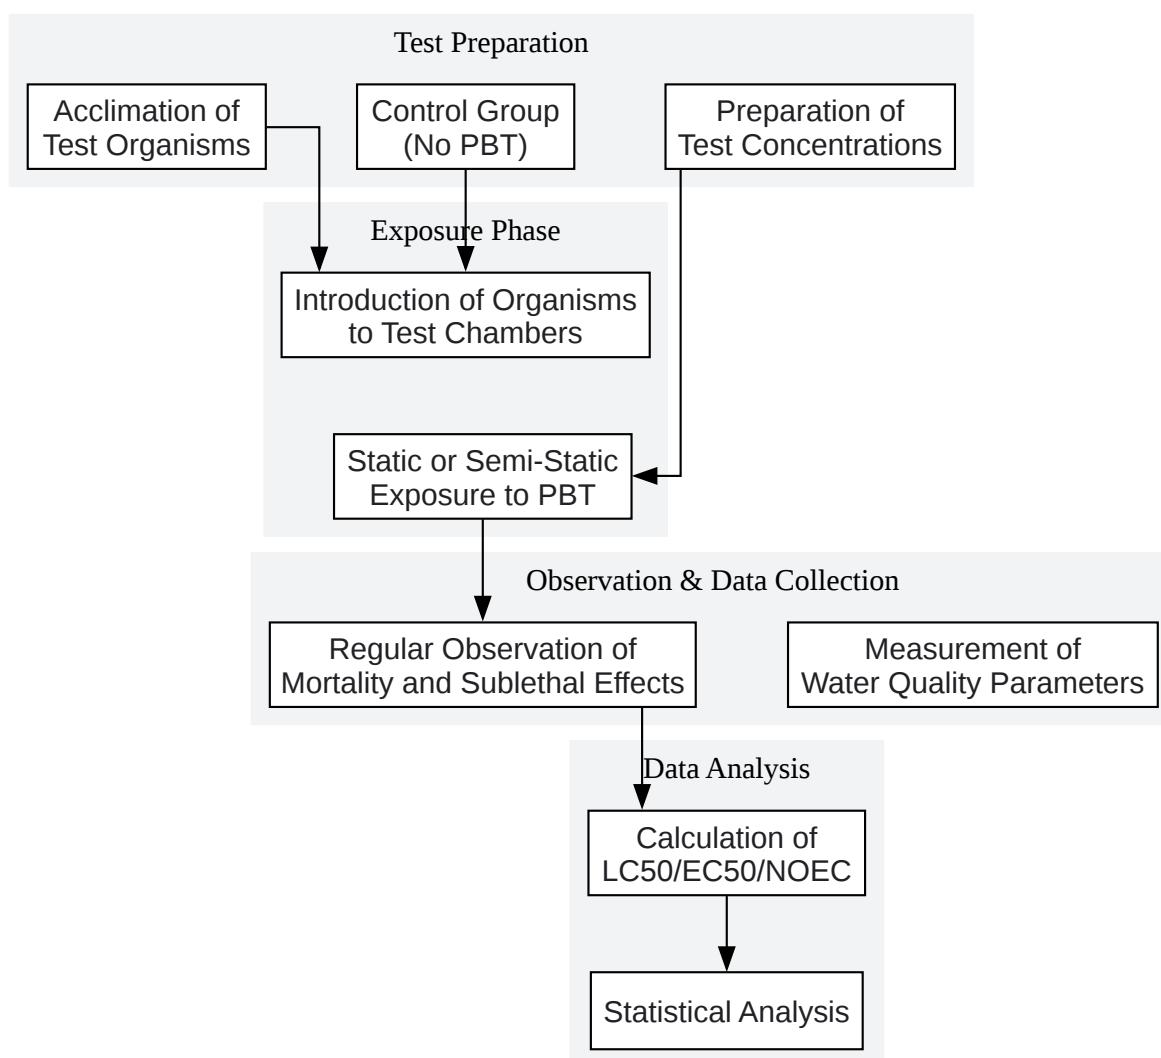 Test Preparation
Acclimation of
Test Organisms
Control Group
(No PBT)
Preparation of
Test Concentrations
Exposure Phase
Introduction of Organisms
to Test Chambers
Static or Semi-Static
Exposure to PBT
Observation & Data Collection
Regular Observation of
Mortality and Sublethal Effects
Measurement of
Water Quality Parameters
Data Analysis
Calculation of
LC50/EC50/NOEC
Statistical Analysis